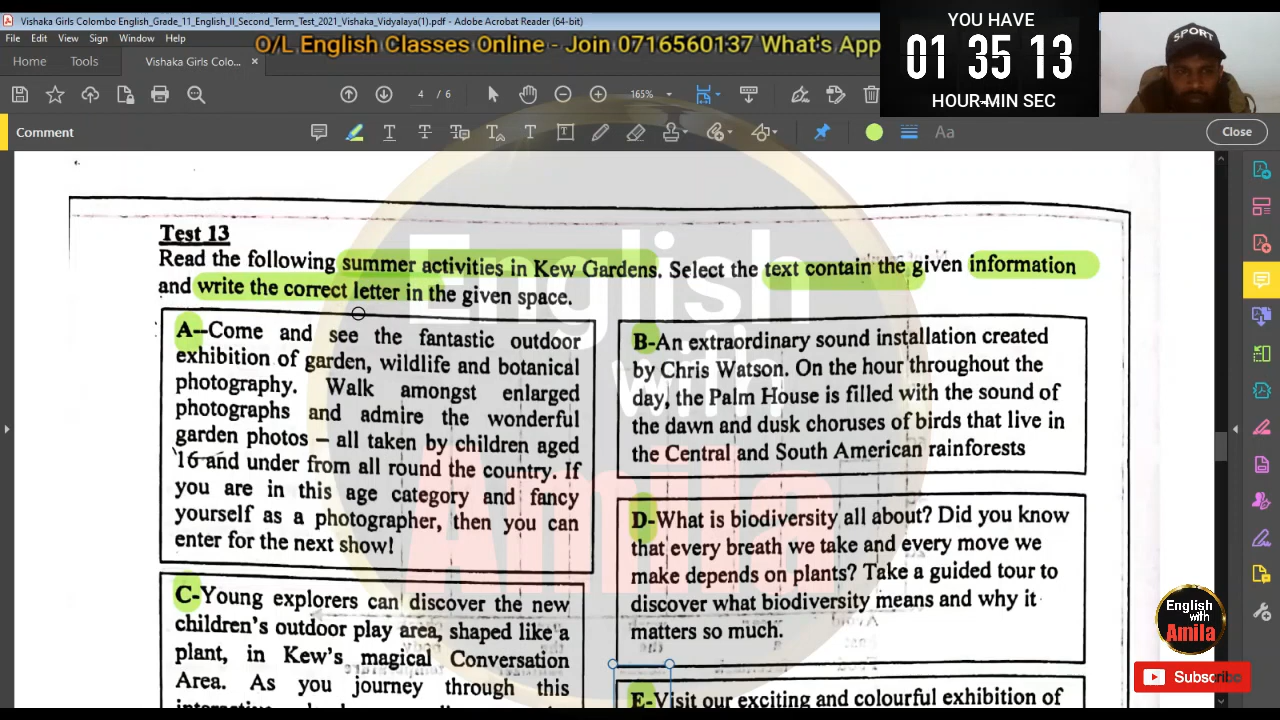 Vishaka Girls Colombo English_Grade_11_English_II_Second_Term_Test_2021_Vishaka_Vidyalaya(1).pdf - Adobe Acrobat Reader (64-bit)
File Edit View Sign Window Help
O/L English Classes Online - Join 0716560137 What's App
YOU HAVE
01 35 13
HOUR MIN SEC
SPORT
Home Tools Vishaka Girls Colo... ×
4 / 6 165%
Comment
Aa
Close
Test 13
Read the following summer activities in Kew Gardens. Select the text contain the given information
and write the correct letter in the given space.
A--Come and see the fantastic outdoor
exhibition of garden, wildlife and botanical
photography. Walk amongst enlarged
photographs and admire the wonderful
garden photos – all taken by children aged
16 and under from all round the country. If
you are in this age category and fancy
yourself as a photographer, then you can
enter for the next show!
B-An extraordinary sound installation created
by Chris Watson. On the hour throughout the
day, the Palm House is filled with the sound of
the dawn and dusk choruses of birds that live in
the Central and South American rainforests
C-Young explorers can discover the new
children's outdoor play area, shaped like a
plant, in Kew's magical Conversation
Area. As you journey through this
D-What is biodiversity all about? Did you know
that every breath we take and every move we
make depends on plants? Take a guided tour to
discover what biodiversity means and why it
matters so much.
E-Visit our exciting and colourful exhibition of
English
with
Amila
English
with
Amila
Subscribe